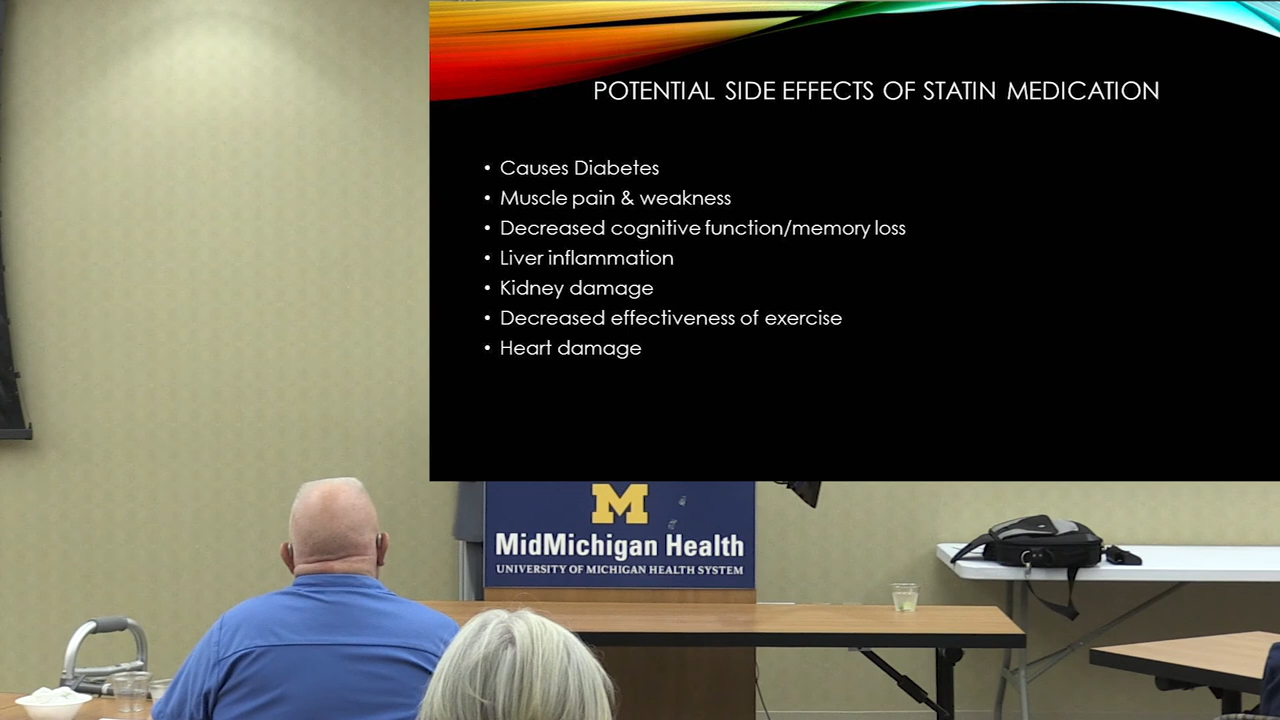 POTENTIAL SIDE EFFECTS OF STATIN MEDICATION
• Causes Diabetes
• Muscle pain & weakness
• Decreased cognitive function/memory loss
• Liver inflammation
• Kidney damage
• Decreased effectiveness of exercise
• Heart damage
M
MidMichigan Health
UNIVERSITY OF MICHIGAN HEALTH SYSTEM